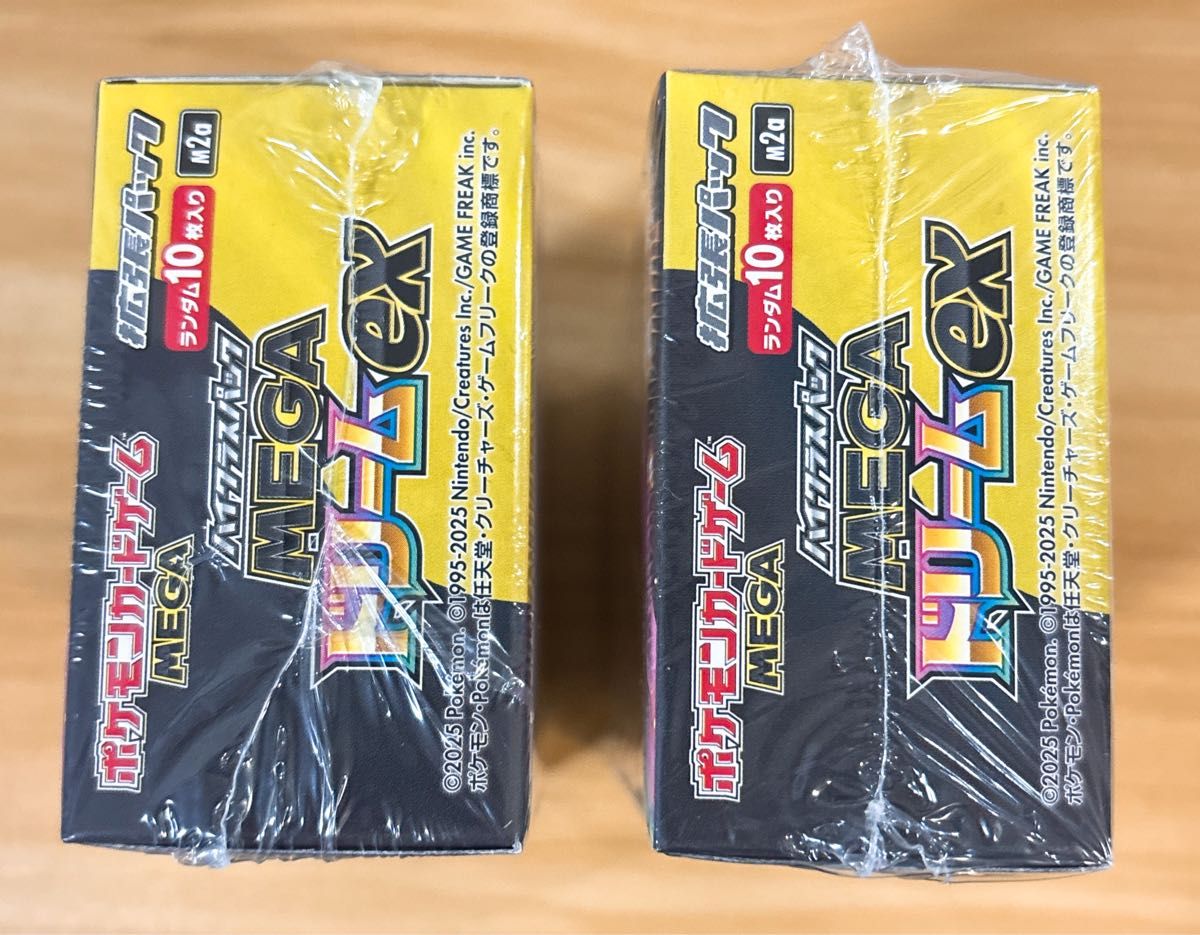 ポケモンカードゲーム
MEGA
拡張パック
ランダム10枚入り
M2a
ハイクラスパック
MEGA
ドリームex
©2025 Pokémon. ©1995-2025 Nintendo/Creatures Inc./GAME FREAK inc.
ポケモン・Pokémonは任天堂・クリーチャーズ・ゲームフリークの登録商標です。
ポケモンカードゲーム
MEGA
拡張パック
ランダム10枚入り
M2a
ハイクラスパック
MEGA
ドリームex
©2025 Pokémon. ©1995-2025 Nintendo/Creatures Inc./GAME FREAK inc.
ポケモン・Pokémonは任天堂・クリーチャーズ・ゲームフリークの登録商標です。